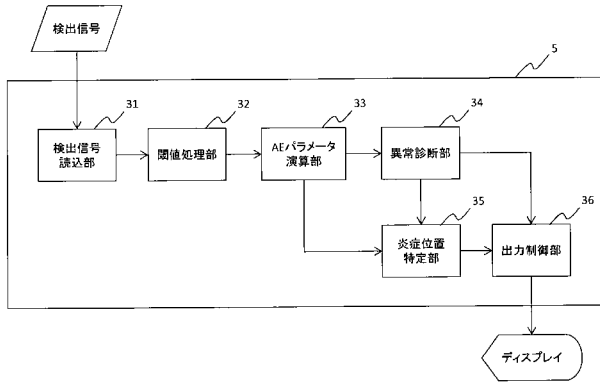 検出信号
5
31
検出信号
読込部
32
閾値処理部
33
AEパラメータ
演算部
34
異常診断部
35
炎症位置
特定部
36
出力制御部
ディスプレイ